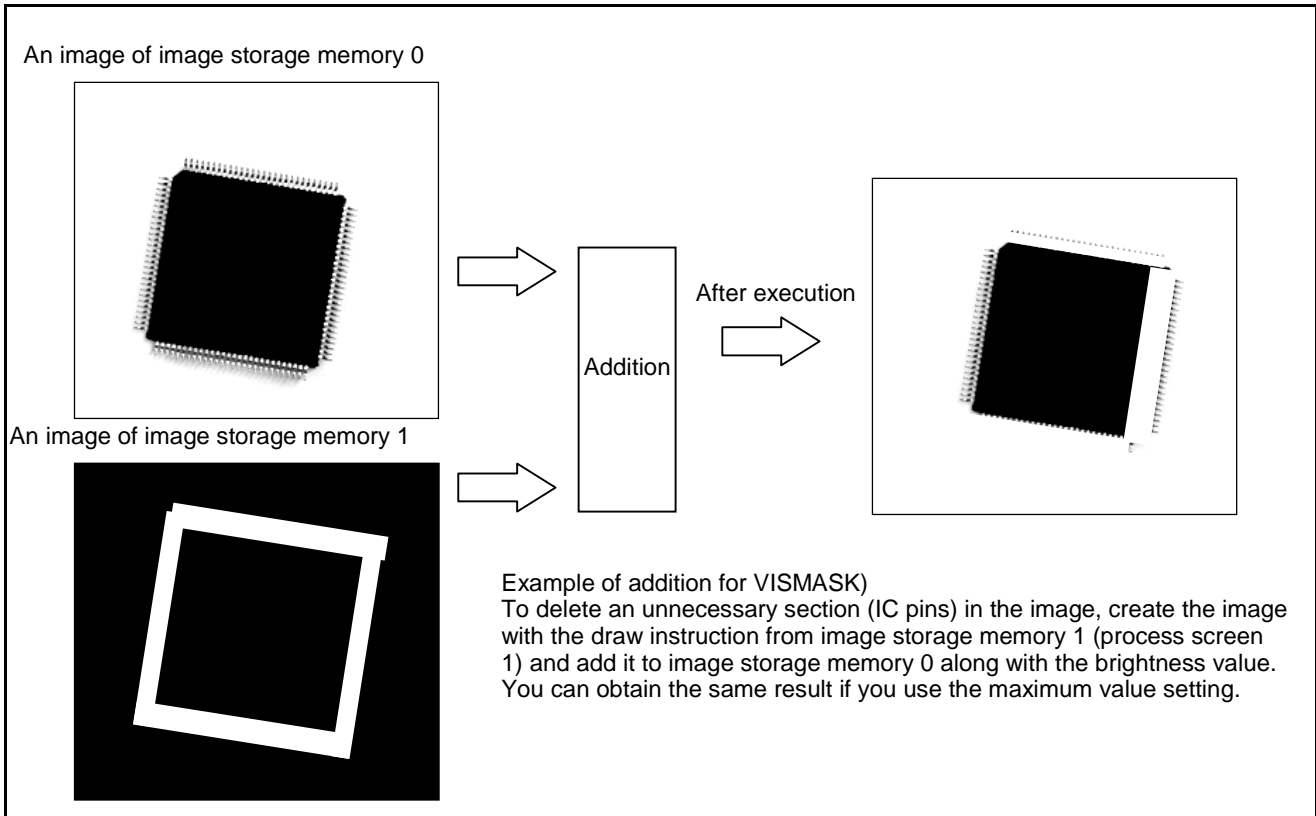 An image of image storage memory 0
After execution
Addition
An image of image storage memory 1
Example of addition for VISMASK)
To delete an unnecessary section (IC pins) in the image, create the image
with the draw instruction from image storage memory 1 (process screen
1) and add it to image storage memory 0 along with the brightness value.
You can obtain the same result if you use the maximum value setting.